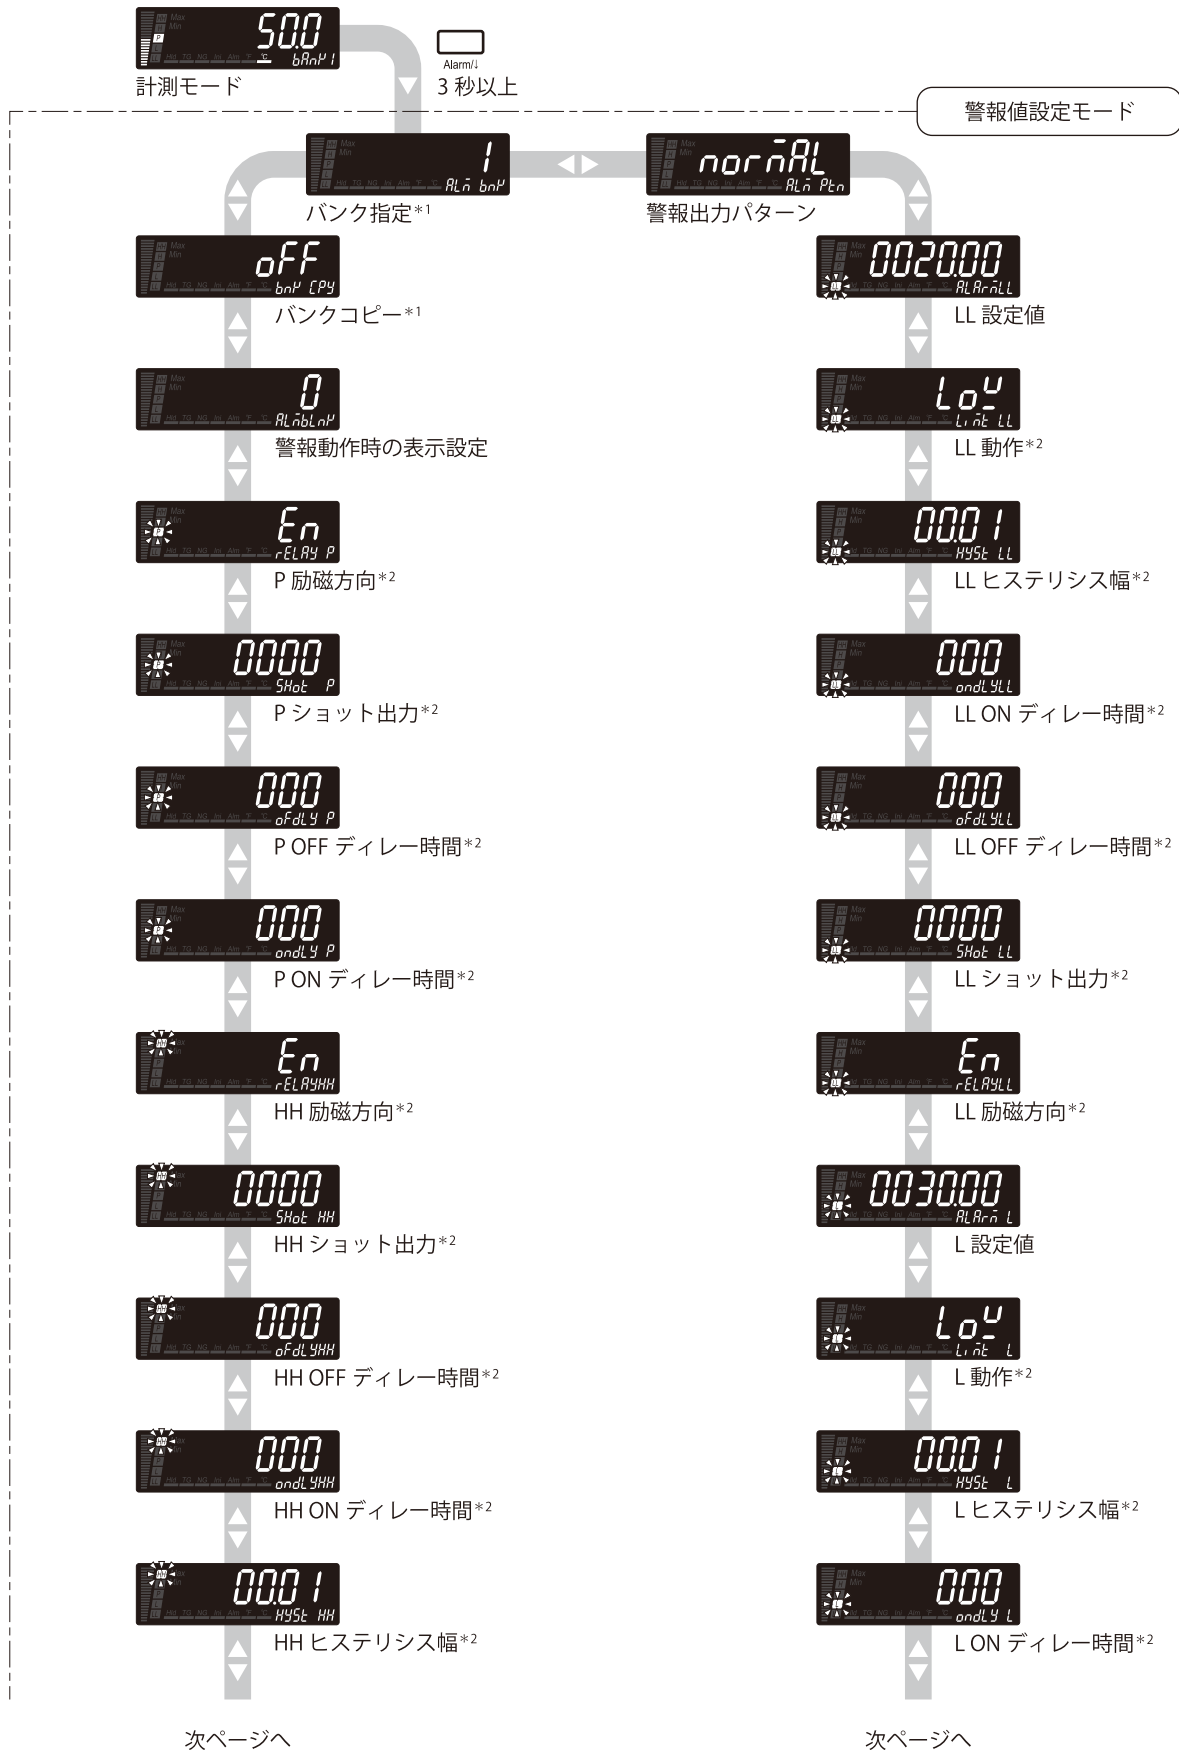 50.0
bAnK1
計測モード
Alarm/↓
3 秒以上
警報値設定モード
1
ALm bnK
バンク指定*1
normAL
ALm Ptn
警報出力パターン
oFF
bnK CPY
バンクコピー*1
0
ALmbLnK
警報動作時の表示設定
En
rELAY P
P 励磁方向*2
0000
SHot P
P ショット出力*2
000
oFdLY P
P OFF ディレー時間*2
000
ondLY P
P ON ディレー時間*2
En
rELAYHH
HH 励磁方向*2
0000
SHot HH
HH ショット出力*2
000
oFdLYHH
HH OFF ディレー時間*2
000
ondLYHH
HH ON ディレー時間*2
00.01
HYSt HH
HH ヒステリシス幅*2
次ページへ
0020.00
ALArmLL
LL 設定値
Low
Limt LL
LL 動作*2
00.01
HYSt LL
LL ヒステリシス幅*2
000
ondLYLL
LL ON ディレー時間*2
000
oFdLYLL
LL OFF ディレー時間*2
0000
SHot LL
LL ショット出力*2
En
rELAYLL
LL 励磁方向*2
0030.00
ALArm L
L 設定値
Low
Limt L
L 動作*2
00.01
HYSt L
L ヒステリシス幅*2
000
ondLY L
L ON ディレー時間*2
次ページへ